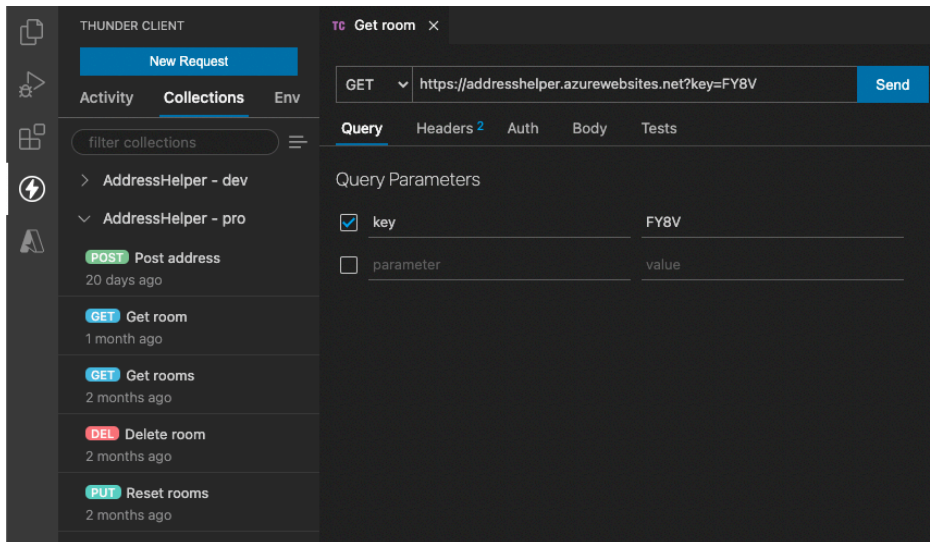 THUNDER CLIENT
New Request
Activity Collections Env
filter collections
AddressHelper - dev
AddressHelper - pro
POST Post address
20 days ago
GET Get room
1 month ago
GET Get rooms
2 months ago
DEL Delete room
2 months ago
PUT Reset rooms
2 months ago
TC Get room
GET https://addresshelper.azurewebsites.net?key=FY8V Send
Query Headers 2 Auth Body Tests
Query Parameters
key FY8V
parameter value